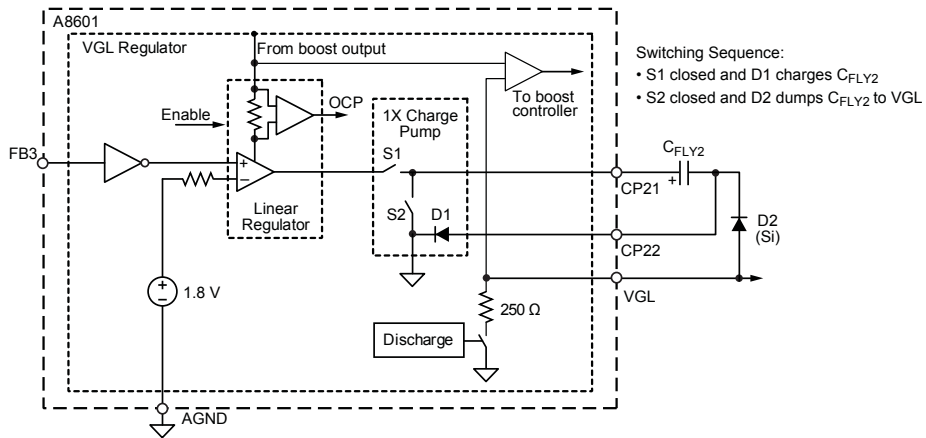 A8601
VGL Regulator
From boost output
Switching Sequence:
• S1 closed and D1 charges CFLY2
• S2 closed and D2 dumps CFLY2 to VGL
OCP
To boost
controller
Enable
1X Charge
Pump
FB3
+
−
Linear
Regulator
S1
S2
D1
CFLY2
+
CP21
D2
(Si)
CP22
VGL
+
−
1.8 V
250 Ω
Discharge
AGND